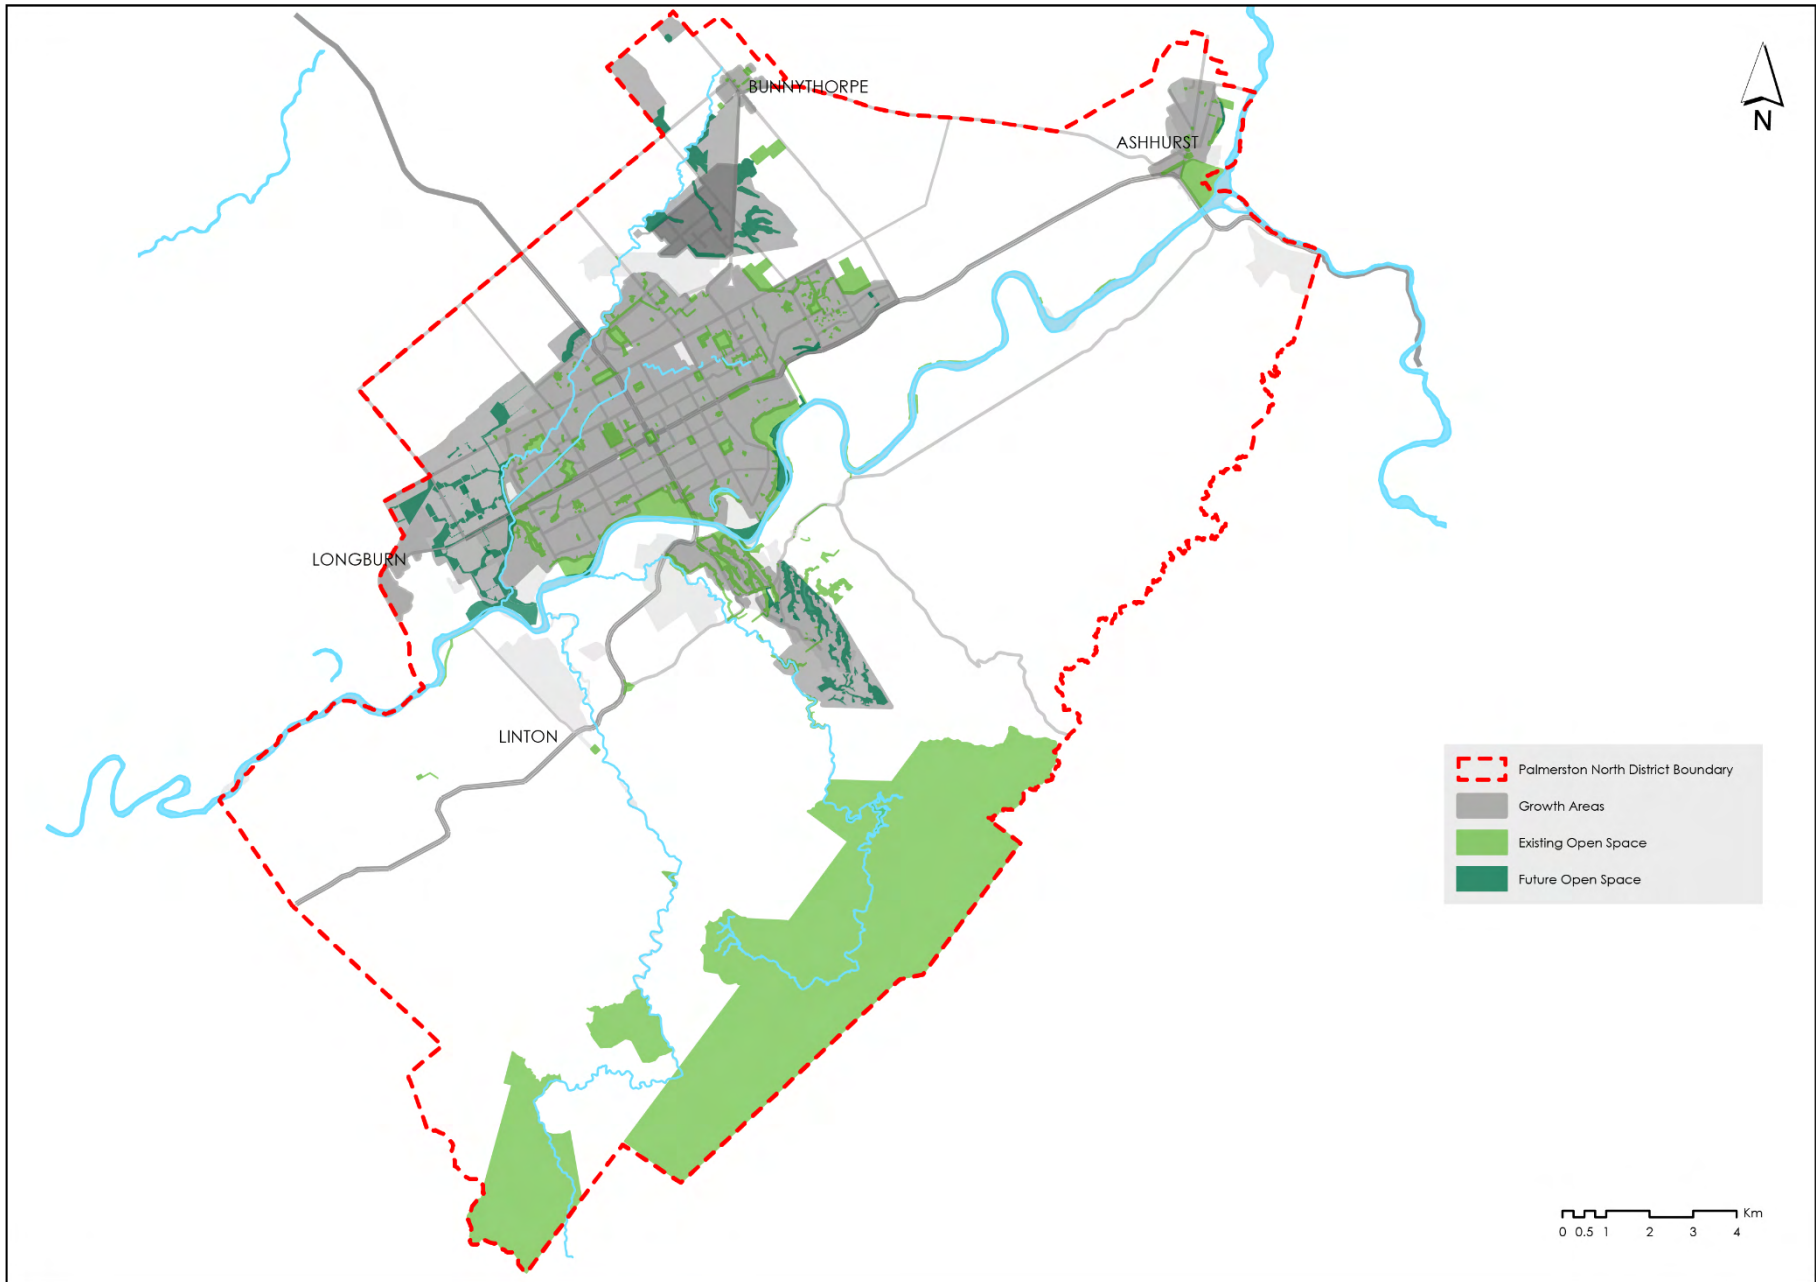 BUNNYTHORPE
ASHHURST
N
LONGBURN
LINTON
Palmerston North District Boundary
Growth Areas
Existing Open Space
Future Open Space
Km
0 0.5 1 2 3 4